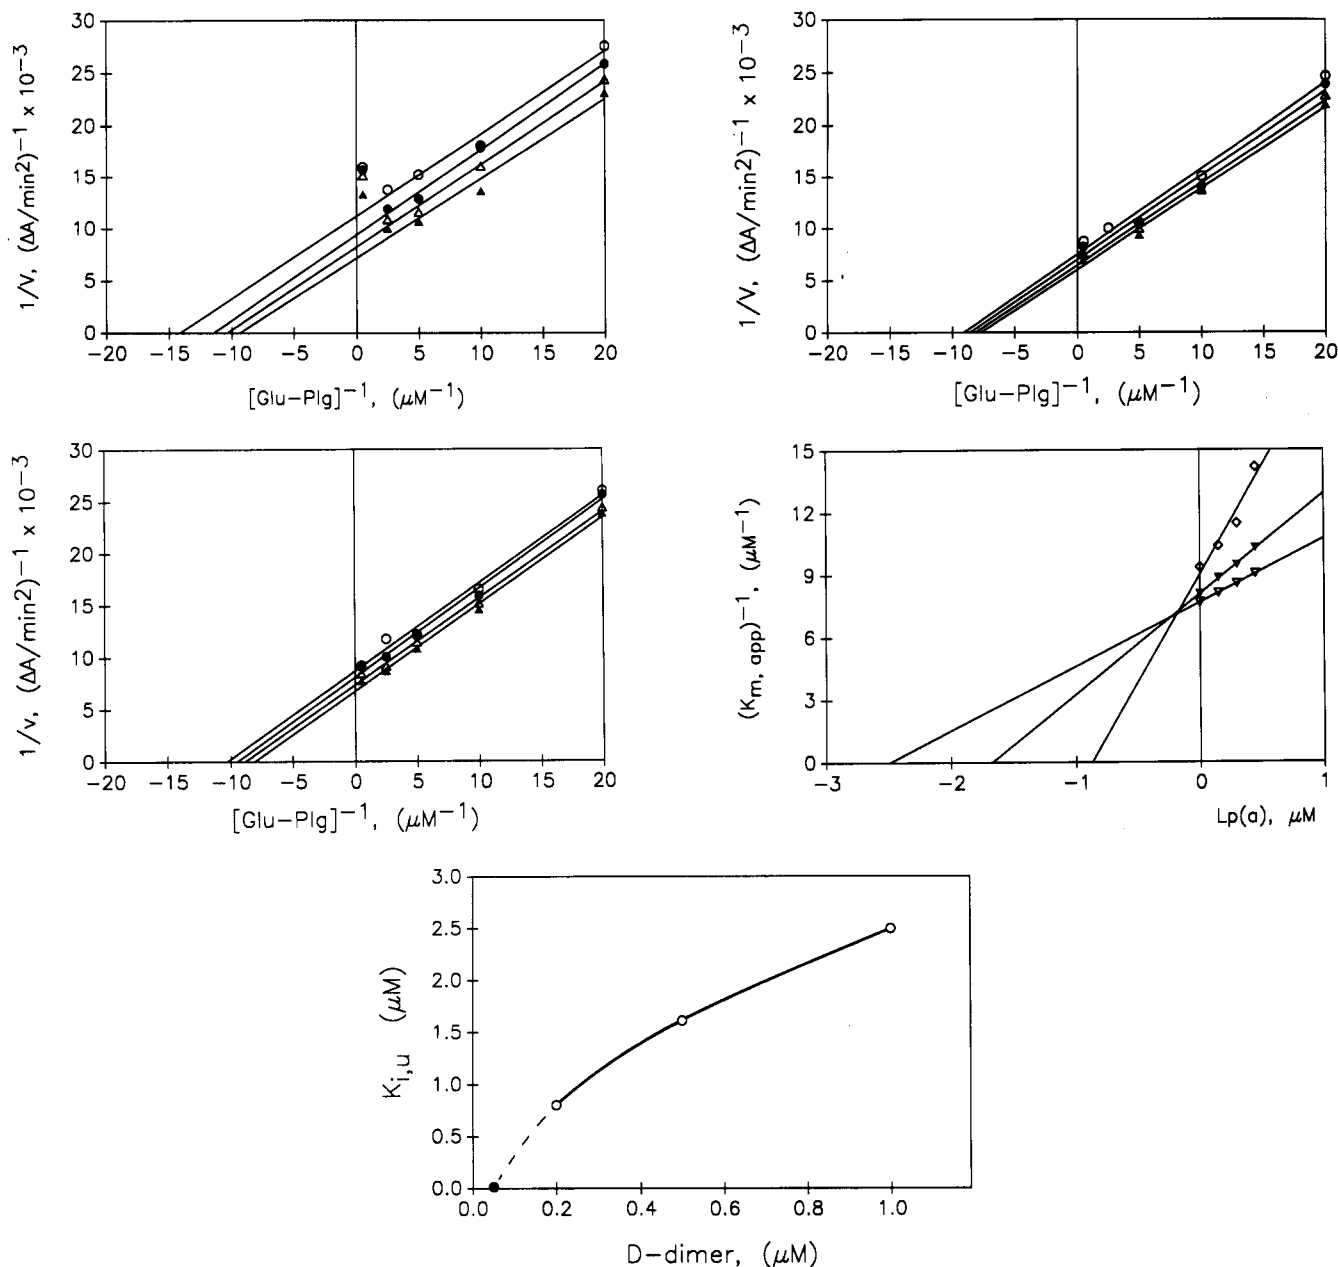 30
25
20
15
10
5
0
−20 −15 −10 −5 0 5 10 15 20
1/v, (ΔA/min2)⁻¹ x 10⁻³
[Glu−Plg]⁻¹, (μM⁻¹)
30
25
20
15
10
5
0
−20 −15 −10 −5 0 5 10 15 20
1/V, (ΔA/min2)⁻¹ x 10⁻³
[Glu−Plg]⁻¹, (μM⁻¹)
30
25
20
15
10
5
0
−20 −15 −10 −5 0 5 10 15 20
1/v, (ΔA/min2)⁻¹ x 10⁻³
[Glu−Plg]⁻¹, (μM⁻¹)
15
12
9
6
3
0
−3 −2 −1 0 1
(Km, app)⁻¹, (μM⁻¹)
Lp(a), μM
3.0
2.5
2.0
1.5
1.0
0.5
0.0
0.0 0.2 0.4 0.6 0.8 1.0
Ki,u (μM)
D−dimer, (μM)